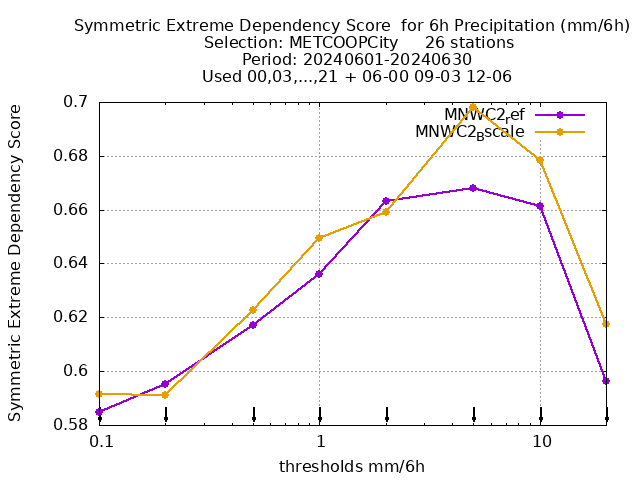 Symmetric Extreme Dependency Score  for 6h Precipitation (mm/6h)
Selection: METCOOPCity     26 stations
Period: 20240601-20240630
Used 00,03,...,21 + 06-00 09-03 12-06
Symmetric Extreme Dependency Score
0.7
0.68
0.66
0.64
0.62
0.6
0.58
MNWC2ref
MNWC2Bscale
0.1
1
10
thresholds mm/6h